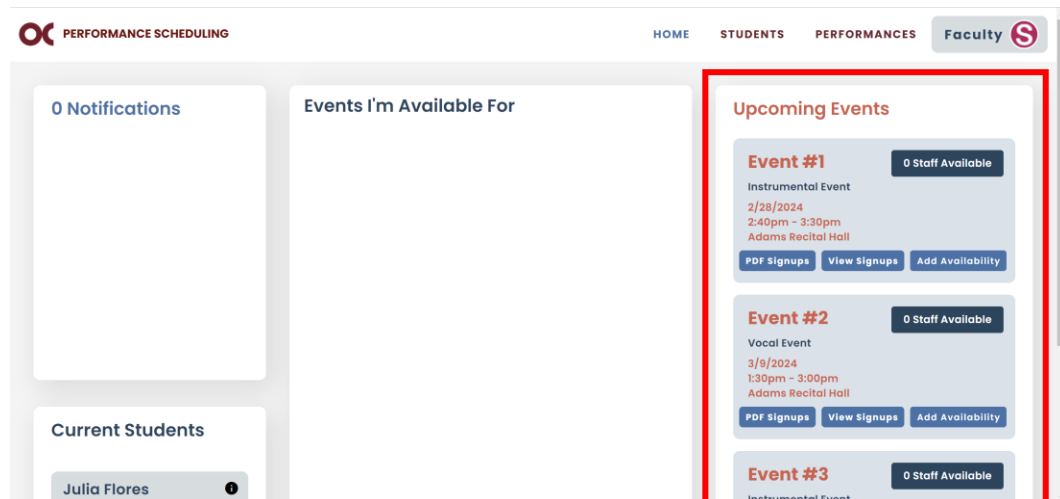 OC PERFORMANCE SCHEDULING
HOME STUDENTS PERFORMANCES Faculty S
0 Notifications
Current Students
Julia Flores
Events I'm Available For
Upcoming Events
Event #1
0 Staff Available
Instrumental Event
2/28/2024
2:40pm - 3:30pm
Adams Recital Hall
PDF Signups View Signups Add Availability
Event #2
0 Staff Available
Vocal Event
3/9/2024
1:30pm - 3:00pm
Adams Recital Hall
PDF Signups View Signups Add Availability
Event #3
0 Staff Available
Instrumental Event